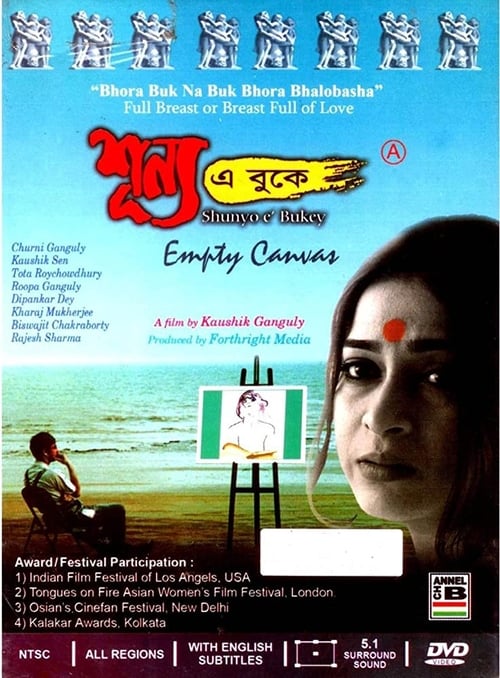 "Bhora Buk Na Buk Bhora Bhalobasha"
Full Breast or Breast Full of Love
শূন্য এ বুকে
Shunyo e' Bukey
A
Empty Canvas
Churni Ganguly
Kaushik Sen
Tota Roychowdhury
Roopa Ganguly
Dipankar Dey
Kharaj Mukherjee
Biswajit Chakraborty
Rajesh Sharma
A film by Kaushik Ganguly
Produced by Forthright Media
Award/Festival Participation :
1) Indian Film Festival of Los Angels, USA
2) Tongues on Fire Asian Women's Film Festival, London.
3) Osian's,Cinefan Festival, New Delhi
4) Kalakar Awards, Kolkata
CHANNEL B
NTSC
ALL REGIONS
WITH ENGLISH
SUBTITLES
5.1
SURROUND
SOUND
DVD
VIDEO